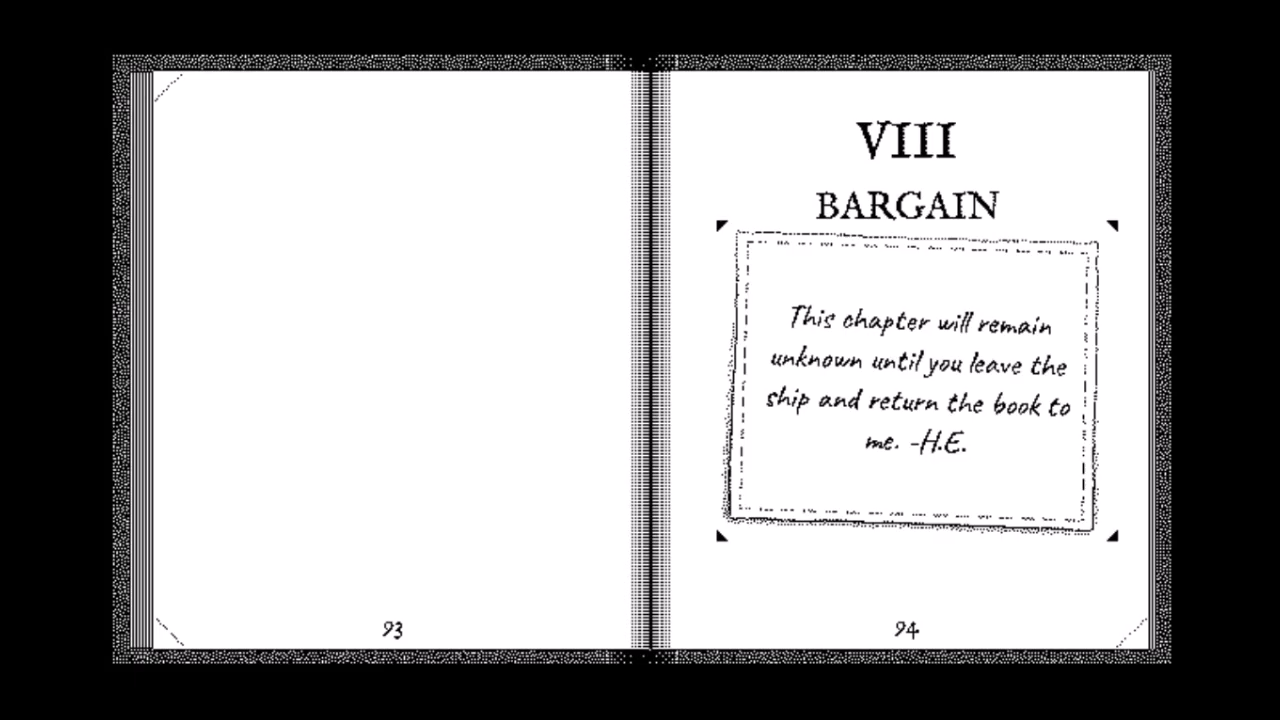 VIII
BARGAIN
This chapter will remain
unknown until you leave the
ship and return the book to
me. -H.E.
93
94